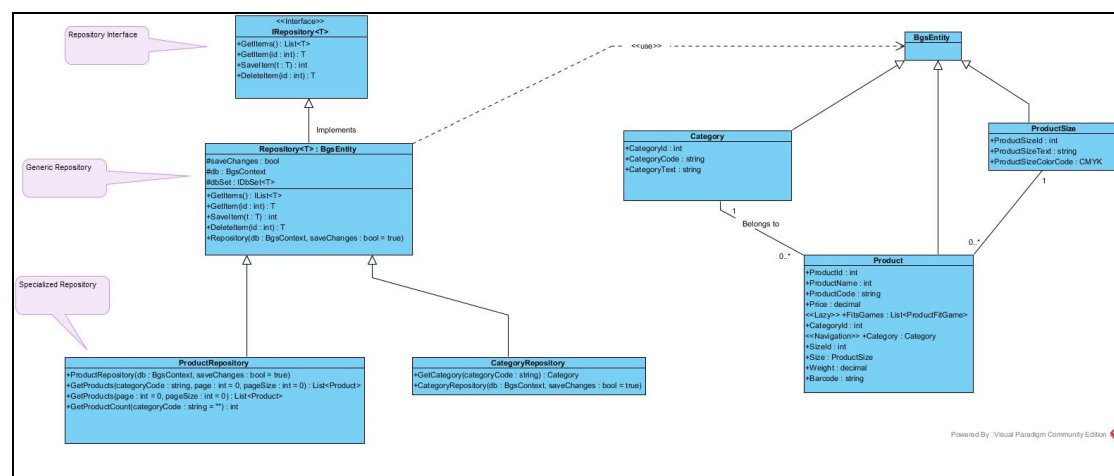 Repository Interface
<<Interface>>
IRepository<T>
+GetItems() : List<T>
+GetItem(id : int) : T
+SaveItem(t : T) : int
+DeleteItem(id : int) : T
Implements
Generic Repository
Repository<T> : BgsEntity
#saveChanges : bool
#db : BgsContext
#dbSet : IDbSet<T>
+GetItems() : IList<T>
+GetItem(id : int) : T
+SaveItem(t : T) : int
+DeleteItem(id : int) : T
+Repository(db : BgsContext, saveChanges : bool = true)
Specialized Repository
ProductRepository
+ProductRepository(db : BgsContext, saveChanges : bool = true)
+GetProducts(categoryCode : string, page : int = 0, pageSize : int = 0) : List<Product>
+GetProducts(page : int = 0, pageSize : int = 0) : List<Product>
+GetProductCount(categoryCode : string = "") : int
CategoryRepository
+GetCategory(categoryCode : string) : Category
+CategoryRepository(db : BgsContext, saveChanges : bool = true)
<<use>>
BgsEntity
Category
+CategoryId : int
+CategoryCode : string
+CategoryText : string
ProductSize
+ProductSizeId : int
+ProductSizeText : string
+ProductSizeColorCode : CMYK
1
Belongs to
0..*
1
0..*
Product
+ProductId : int
+ProductName : int
+ProductCode : string
+Price : decimal
<<Lazy>> +FitsGames : List<ProductFitGame>
+CategoryId : int
<<Navigation>> +Category : Category
+SizeId : int
+Size : ProductSize
+Weight : decimal
+Barcode : string
Powered By: Visual Paradigm Community Edition